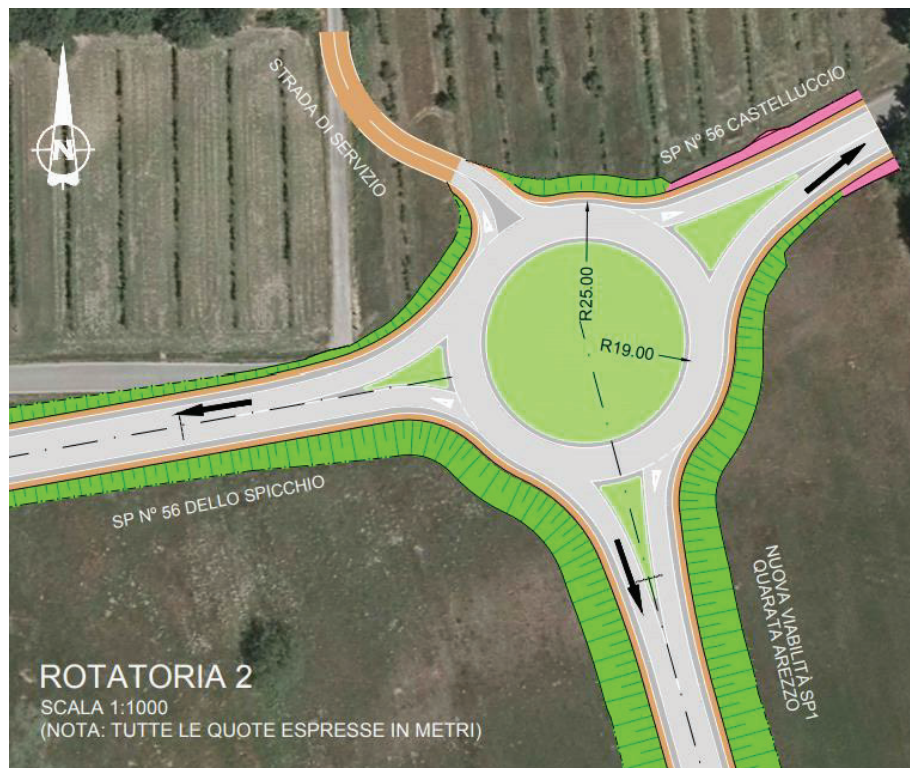 N
STRADA DI SERVIZIO
SP N° 56 CASTELLUCCIO
R25.00
R19.00
SP N° 56 DELLO SPICCHIO
NUOVA VIABILITÀ SP1
QUARATA AREZZO
ROTATORIA 2
SCALA 1:1000
(NOTA: TUTTE LE QUOTE ESPRESSE IN METRI)